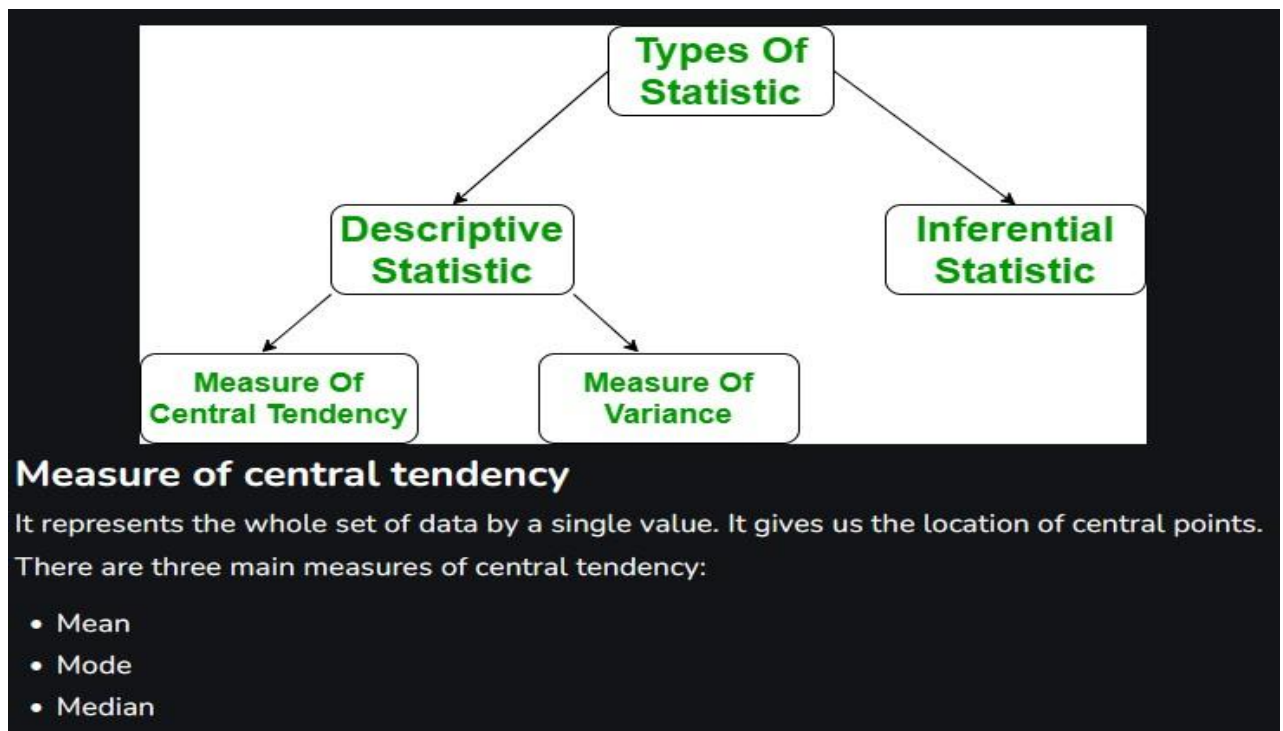 Types Of
Statistic
Descriptive
Statistic
Inferential
Statistic
Measure Of
Central Tendency
Measure Of
Variance
Measure of central tendency
It represents the whole set of data by a single value. It gives us the location of central points.
There are three main measures of central tendency:
• Mean
• Mode
• Median